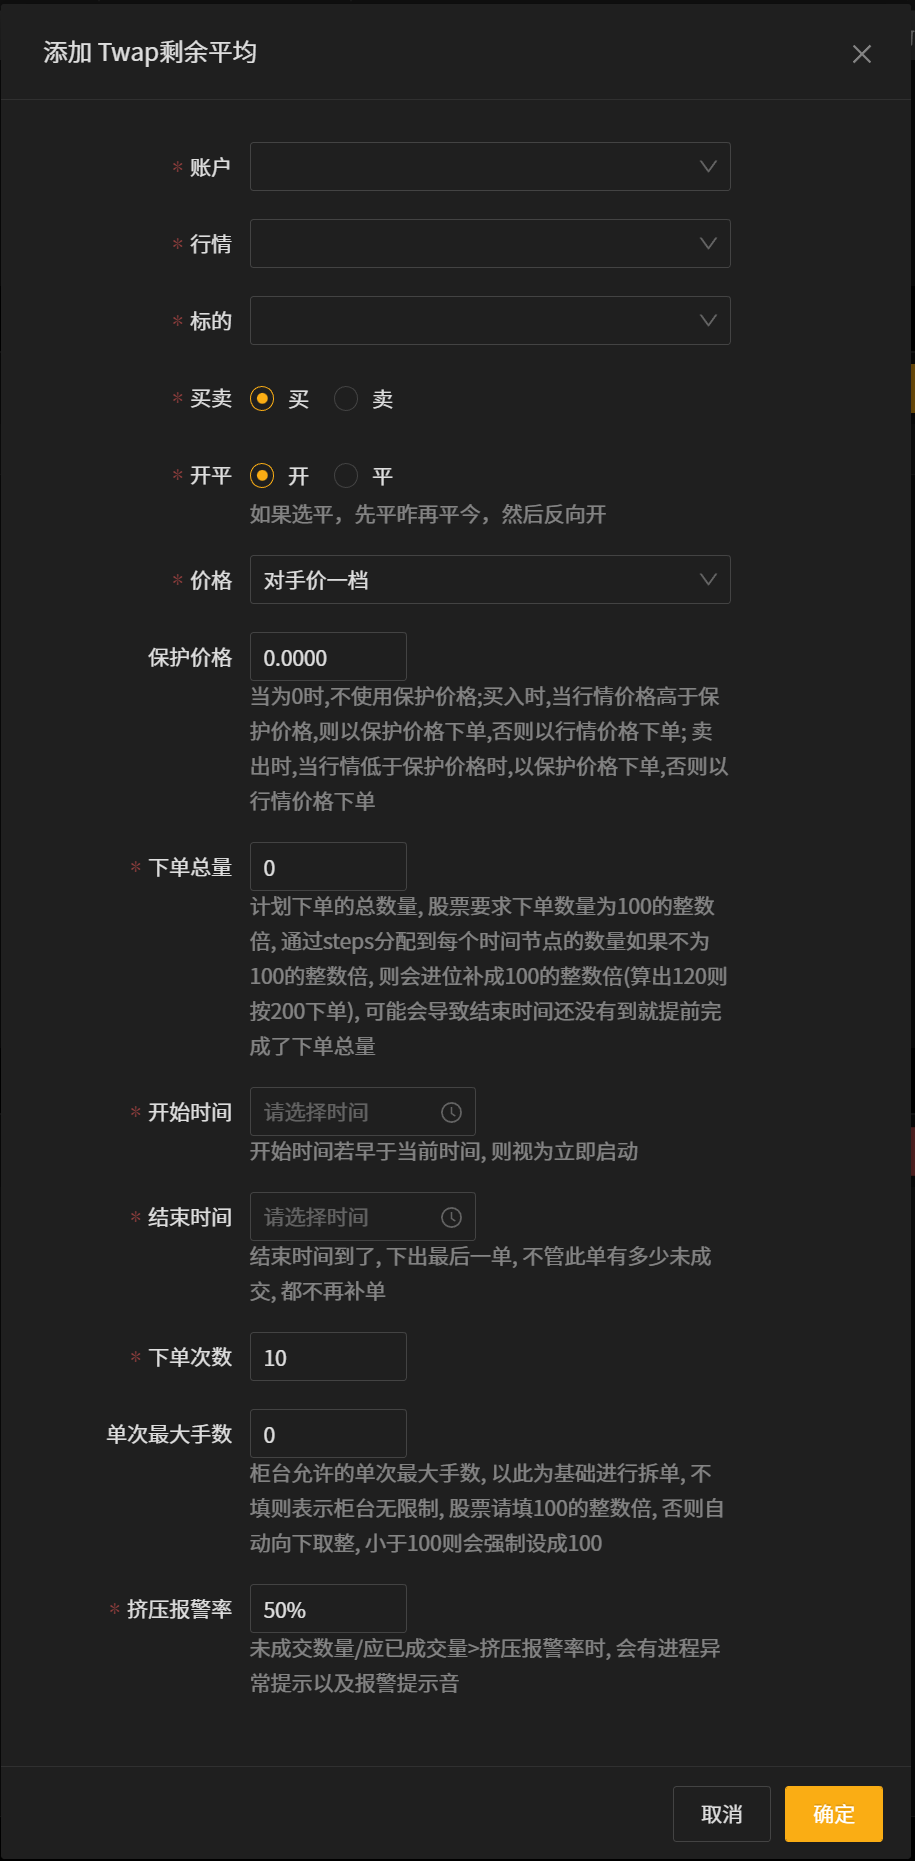 添加 Twap剩余平均
* 账户
* 行情
* 标的
* 买卖 买 卖
* 开平 开 平
如果选平，先平昨再平今，然后反向开
* 价格 对手价一档
保护价格 0.0000
当为0时,不使用保护价格;买入时,当行情价格高于保
护价格,则以保护价格下单,否则以行情价格下单; 卖
出时,当行情低于保护价格时,以保护价格下单,否则以
行情价格下单
* 下单总量 0
计划下单的总数量, 股票要求下单数量为100的整数
倍, 通过steps分配到每个时间节点的数量如果不为
100的整数倍, 则会进位补成100的整数倍(算出120则
按200下单), 可能会导致结束时间还没有到就提前完
成了下单总量
* 开始时间 请选择时间
开始时间若早于当前时间, 则视为立即启动
* 结束时间 请选择时间
结束时间到了, 下出最后一单, 不管此单有多少未成
交, 都不再补单
* 下单次数 10
单次最大手数 0
柜台允许的单次最大手数, 以此为基础进行拆单, 不
填则表示柜台无限制, 股票请填100的整数倍, 否则自
动向下取整, 小于100则会强制设成100
* 挤压报警率 50%
未成交数量/应已成交量>挤压报警率时, 会有进程异
常提示以及报警提示音
取消 确定